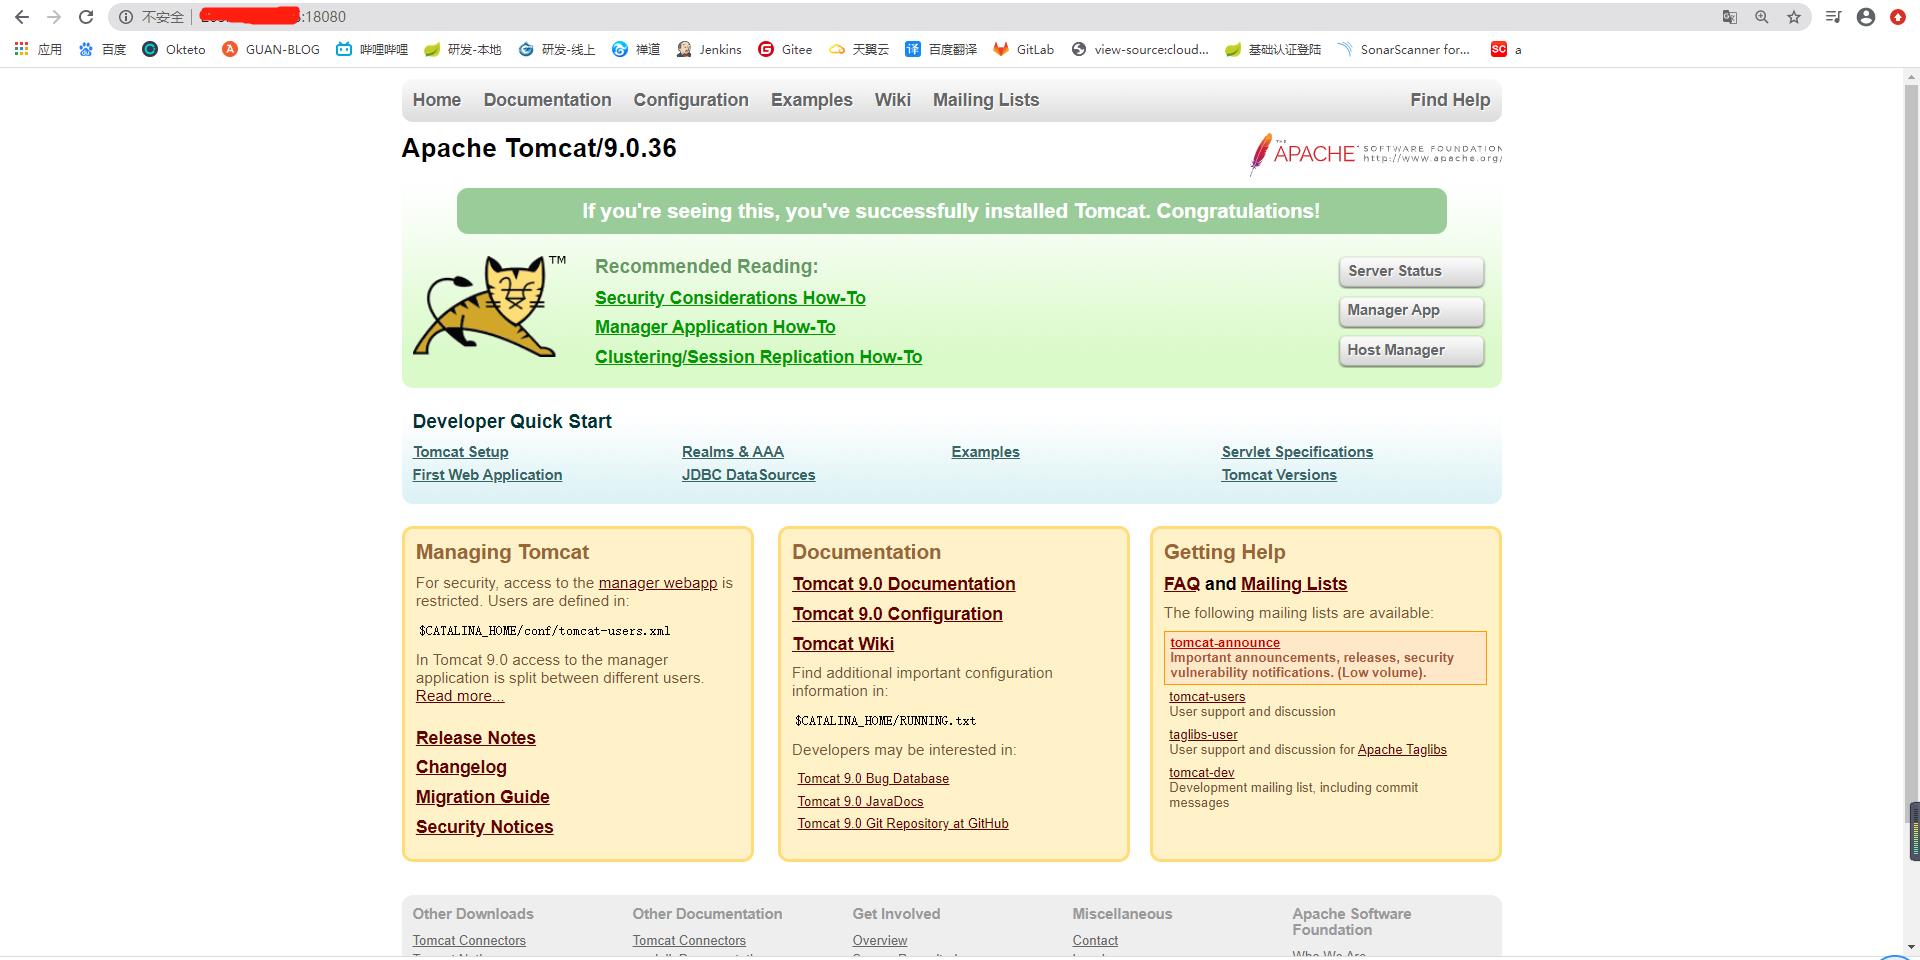 不安全 :18080
应用 百度 Okteto GUAN-BLOG 哔哩哔哩 研发-本地 研发-线上 禅道 Jenkins Gitee 天翼云 百度翻译 GitLab view-source:cloud... 基础认证登陆 SonarScanner for... a
Home Documentation Configuration Examples Wiki Mailing Lists Find Help
Apache Tomcat/9.0.36
THE APACHE SOFTWARE FOUNDATION
http://www.apache.org/
If you're seeing this, you've successfully installed Tomcat. Congratulations!
TM
Recommended Reading:
Security Considerations How-To
Manager Application How-To
Clustering/Session Replication How-To
Server Status
Manager App
Host Manager
Developer Quick Start
Tomcat Setup
First Web Application
Realms & AAA
JDBC DataSources
Examples
Servlet Specifications
Tomcat Versions
Managing Tomcat
For security, access to the manager webapp is
restricted. Users are defined in:
$CATALINA_HOME/conf/tomcat-users.xml
In Tomcat 9.0 access to the manager
application is split between different users.
Read more...
Release Notes
Changelog
Migration Guide
Security Notices
Documentation
Tomcat 9.0 Documentation
Tomcat 9.0 Configuration
Tomcat Wiki
Find additional important configuration
information in:
$CATALINA_HOME/RUNNING.txt
Developers may be interested in:
Tomcat 9.0 Bug Database
Tomcat 9.0 JavaDocs
Tomcat 9.0 Git Repository at GitHub
Getting Help
FAQ and Mailing Lists
The following mailing lists are available:
tomcat-announce
Important announcements, releases, security
vulnerability notifications. (Low volume).
tomcat-users
User support and discussion
taglibs-user
User support and discussion for Apache Taglibs
tomcat-dev
Development mailing list, including commit
messages
Other Downloads
Tomcat Connectors
Other Documentation
Tomcat Connectors
Get Involved
Overview
Miscellaneous
Contact
Apache Software
Foundation
Who We Are